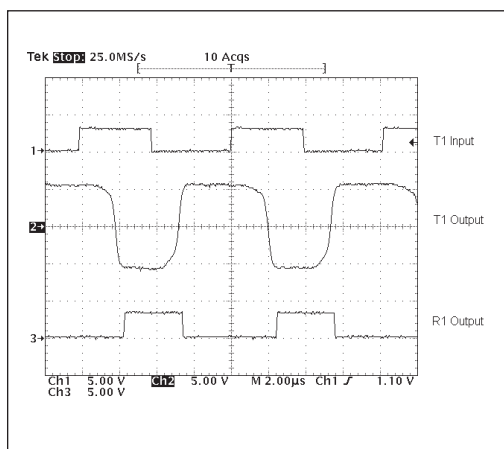 Tek Stop: 25.0MS/s 10 Acqs
T
1→
T1 Input
T1 Output
2→
R1 Output
3→
Ch1 5.00 V Ch2 5.00 V M 2.00µs Ch1 ∫ 1.10 V
Ch3 5.00 V